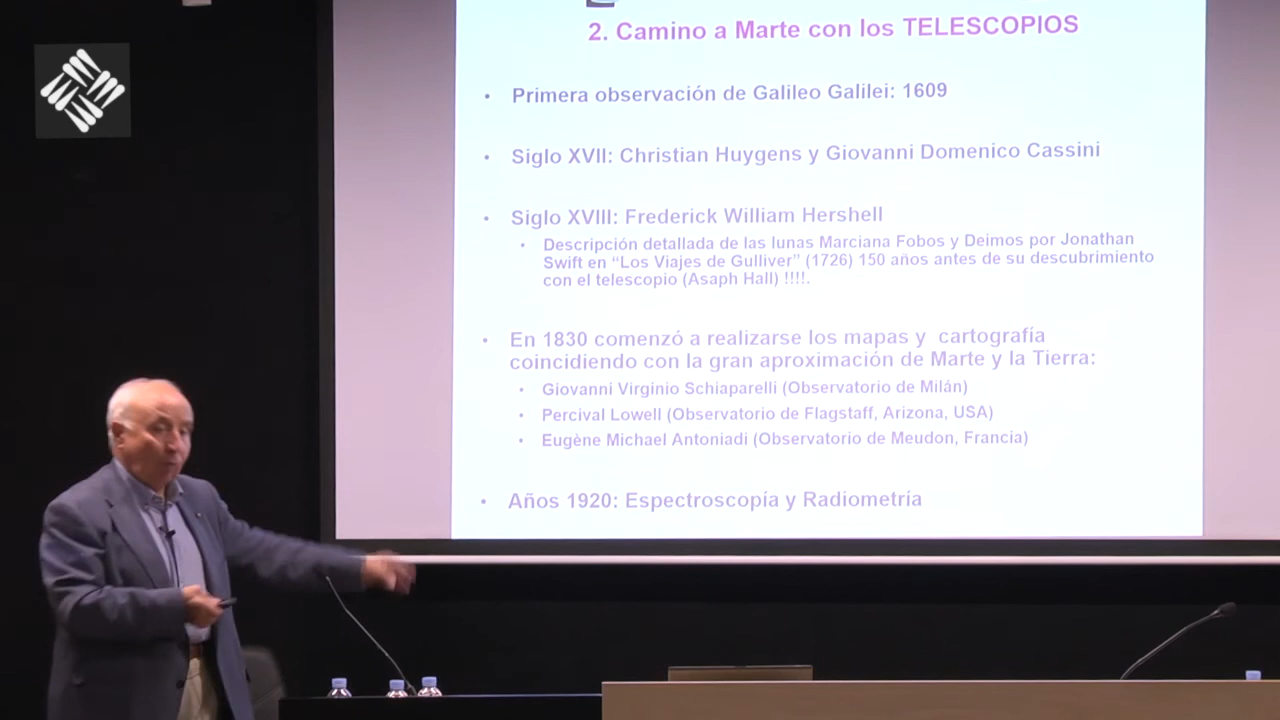 2. Camino a Marte con los TELESCOPIOS
• Primera observación de Galileo Galilei: 1609
• Siglo XVII: Christian Huygens y Giovanni Domenico Cassini
• Siglo XVIII: Frederick William Hershell
• Descripción detallada de las lunas Marciana Fobos y Deimos por Jonathan
Swift en “Los Viajes de Gulliver” (1726) 150 años antes de su descubrimiento
con el telescopio (Asaph Hall) !!!!.
• En 1830 comenzó a realizarse los mapas y cartografía
coincidiendo con la gran aproximación de Marte y la Tierra:
• Giovanni Virginio Schiaparelli (Observatorio de Milán)
• Percival Lowell (Observatorio de Flagstaff, Arizona, USA)
• Eugène Michael Antoniadi (Observatorio de Meudon, Francia)
• Años 1920: Espectroscopía y Radiometría